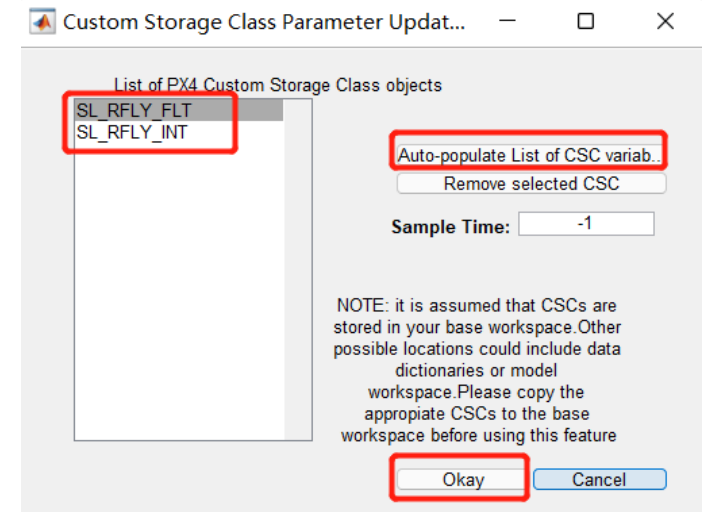 Custom Storage Class Parameter Updat...
List of PX4 Custom Storage Class objects
SL_RFLY_FLT
SL_RFLY_INT
Auto-populate List of CSC variab..
Remove selected CSC
Sample Time: -1
NOTE: it is assumed that CSCs are
stored in your base workspace.Other
possible locations could include data
dictionaries or model
workspace.Please copy the
appropiate CSCs to the base
workspace before using this feature
Okay
Cancel